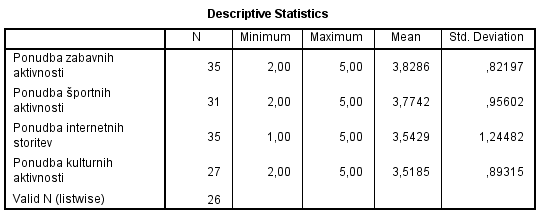 Descriptive Statistics
N Minimum Maximum Mean Std. Deviation
Ponudba zabavnih
aktivnosti 35 2,00 5,00 3,8286 ,82197
Ponudba športnih
aktivnosti 31 2,00 5,00 3,7742 ,95602
Ponudba internetnih
storitev 35 1,00 5,00 3,5429 1,24482
Ponudba kulturnih
aktivnosti 27 2,00 5,00 3,5185 ,89315
Valid N (listwise) 26